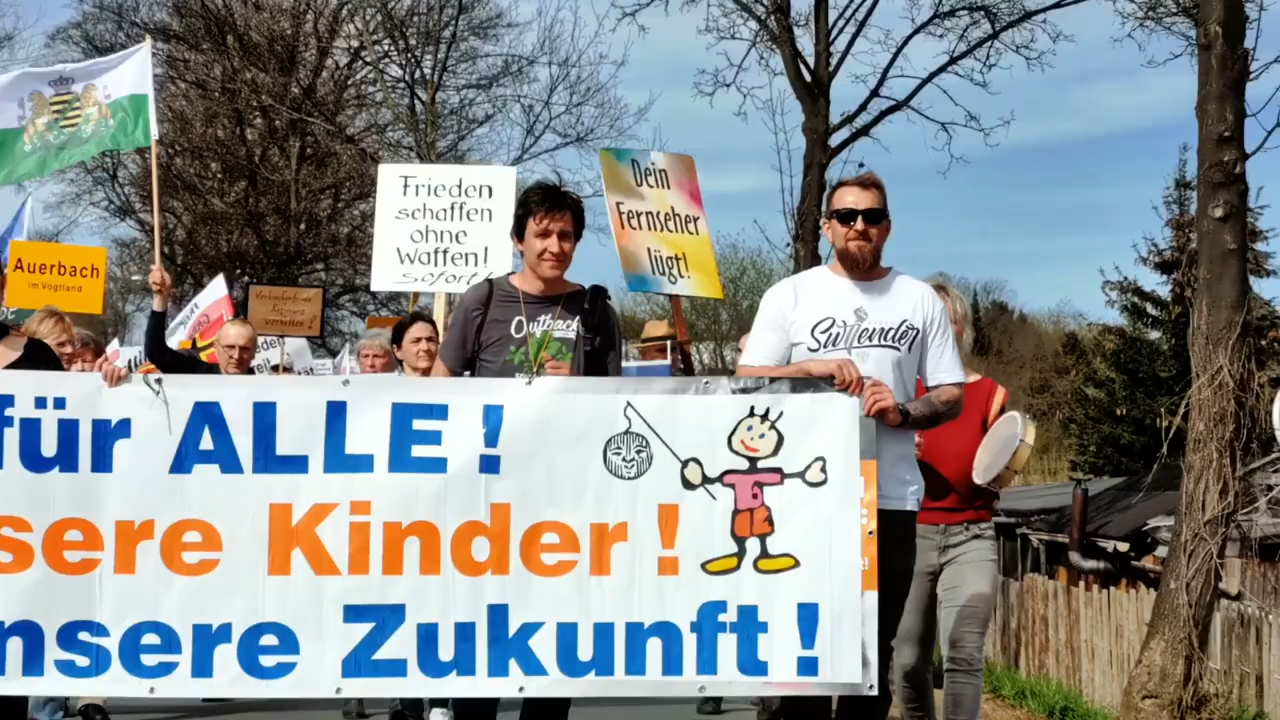 Auerbach
im Vogtland
Frieden
schaffen
ohne
Waffen!
sofort!
Dein
Fernseher
lügt!
Outback
Surrender
für ALLE!
sere Kinder!
nsere Zukunft!